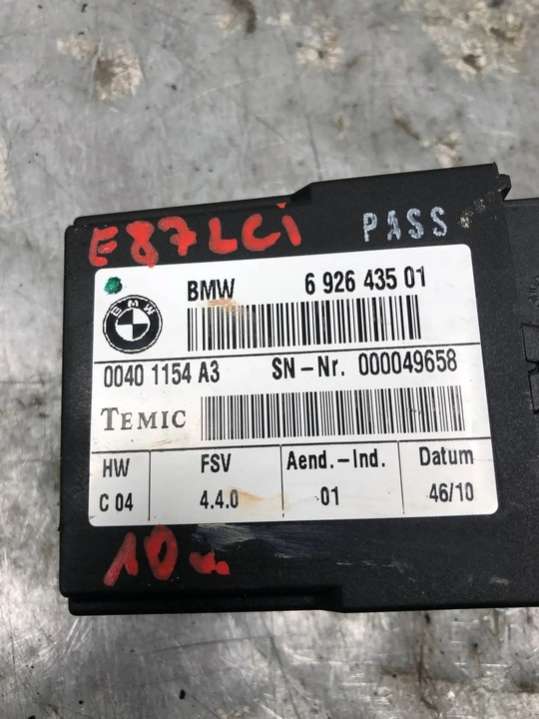 E87LCi
PASS
BMW 6 926 435 01
BMW
0040 1154 A3 SN-Nr. 000049658
TEMIC
HW FSV Aend.-Ind. Datum
C 04 4.4.0 01 46/10